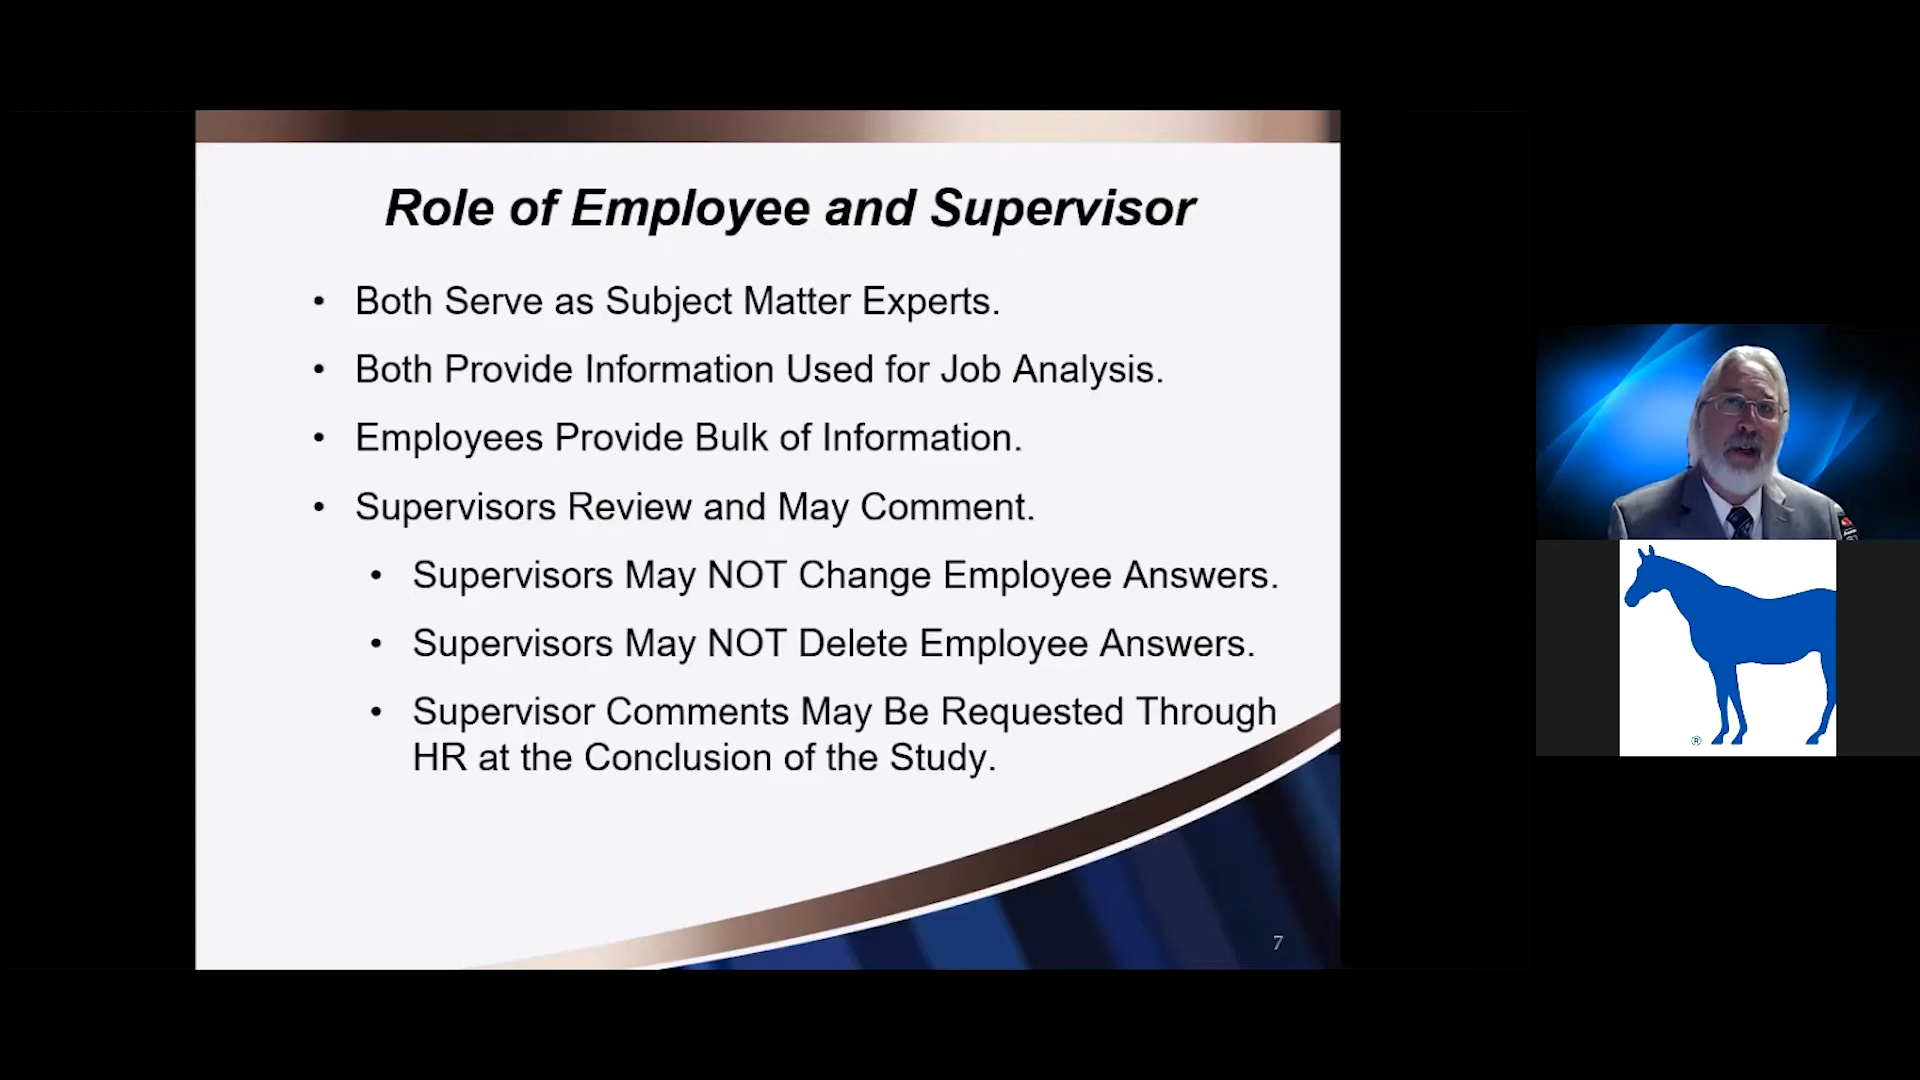 Role of Employee and Supervisor
• Both Serve as Subject Matter Experts.
• Both Provide Information Used for Job Analysis.
• Employees Provide Bulk of Information.
• Supervisors Review and May Comment.
• Supervisors May NOT Change Employee Answers.
• Supervisors May NOT Delete Employee Answers.
• Supervisor Comments May Be Requested Through
HR at the Conclusion of the Study.
7
®